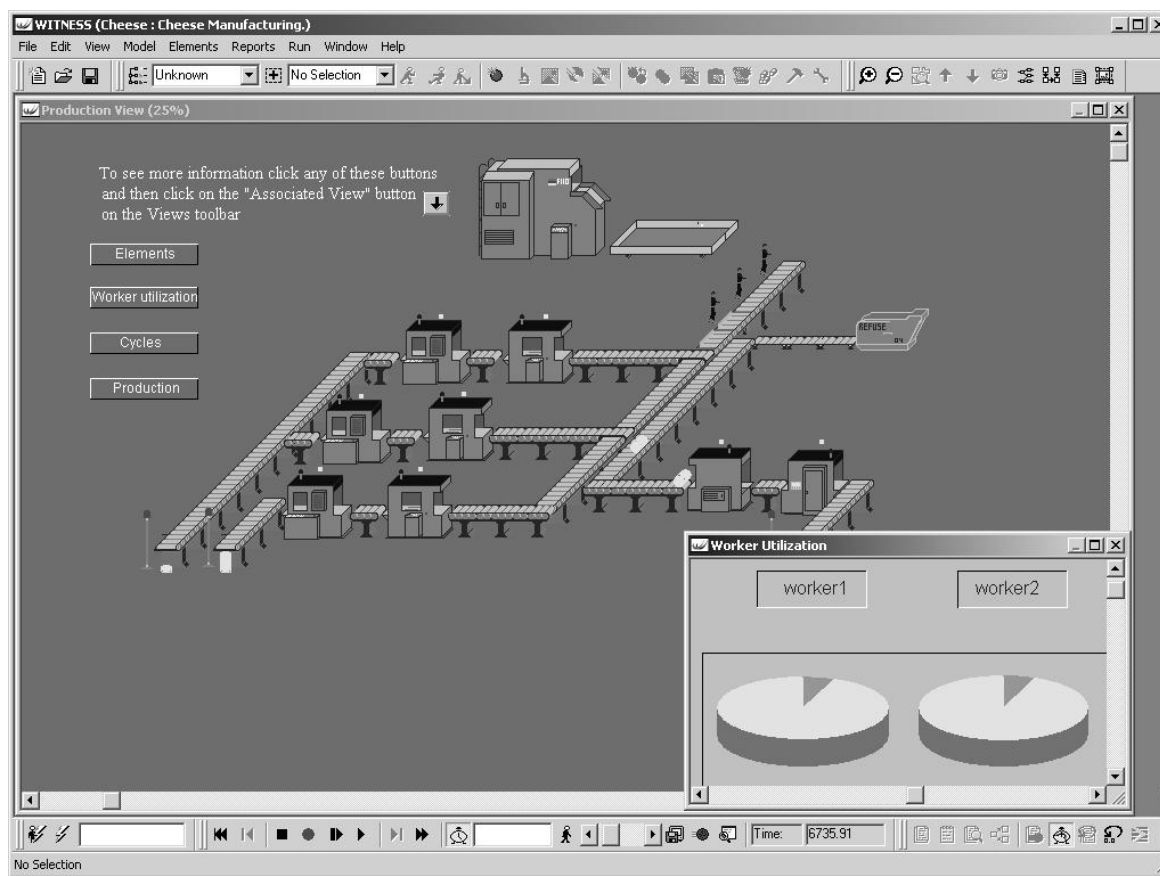 WITNESS (Cheese : Cheese Manufacturing.)
File Edit View Model Elements Reports Run Window Help
Unknown No Selection
Production View (25%)
To see more information click any of these buttons
and then click on the "Associated View" button
on the Views toolbar
Elements
Worker utilization
Cycles
Production
REFUSE
Worker Utilization
worker1 worker2
Time: 6735.91
No Selection